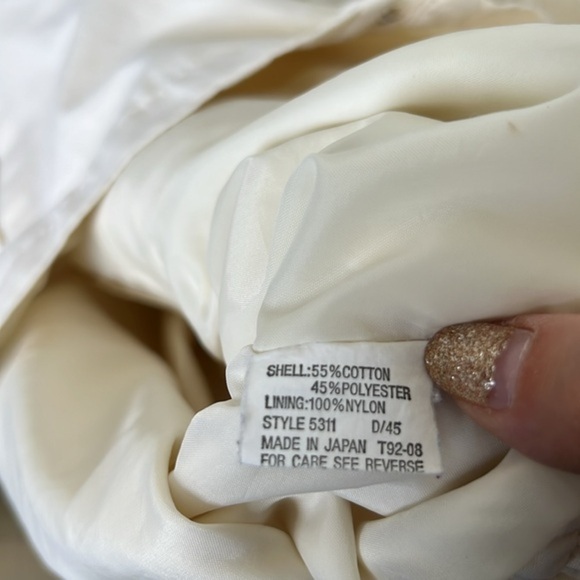 SHELL:55%COTTON
45%POLYESTER
LINING:100%NYLON
STYLE 5311 D/45
MADE IN JAPAN T92-08
FOR CARE SEE REVERSE